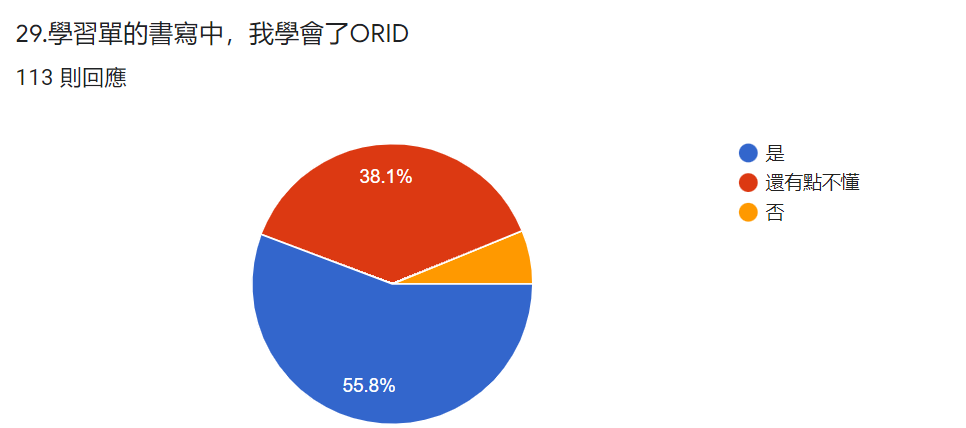 29.學習單的書寫中，我學會了ORID
113 則回應
38.1%
55.8%
是
還有點不懂
否